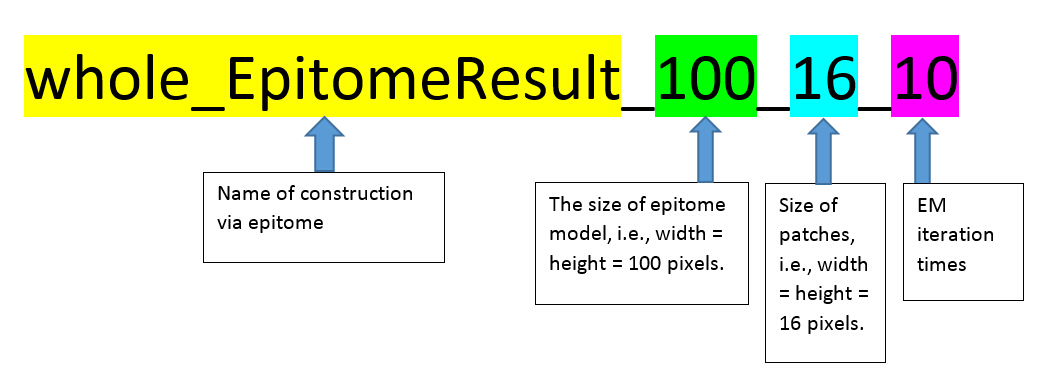 whole_EpitomeResult_100_16_10
Name of construction
via epitome
The size of epitome
model, i.e., width =
height = 100 pixels.
Size of
patches,
i.e., width
= height =
16 pixels.
EM
iteration
times